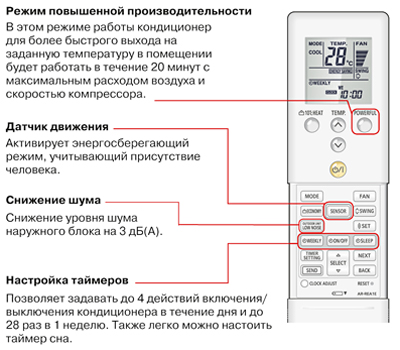 Режим повышенной производительности
В этом режиме работы кондиционер
для более быстрого выхода на
заданную температуру в помещении
будет работать в течение 20 минут с
максимальным расходом воздуха и
скоростью компрессора.
Датчик движения
Активирует энергосберегающий
режим, учитывающий присутствие
человека.
Снижение шума
Снижение уровня шума
наружного блока на 3 дБ(А).
Настройка таймеров
Позволяет задавать до 4 действий включения/
выключения кондиционера в течение дня и до
28 раз в 1 неделю. Также легко можно настоить
таймер сна.
MODE TEMP. FAN
COOL 28°C
SWING
WEEKLY
10:00
10°C HEAT TEMP. POWERFUL
MODE FAN
ECONOMY SENSOR SWING
OUTDOOR UNIT
LOW NOISE SET
WEEKLY ON/OFF SLEEP
TIMER
SETTING SELECT NEXT
SEND BACK
CLOCK ADJUST RESET